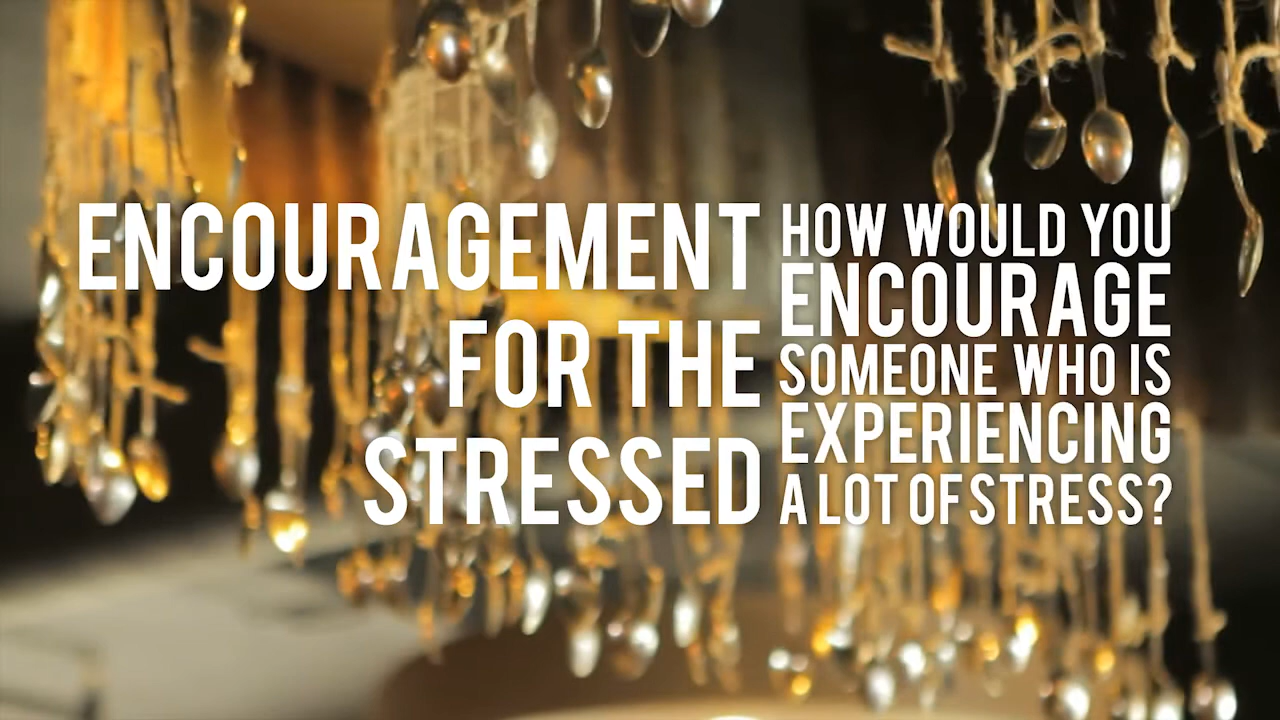 ENCOURAGEMENT
FOR THE
STRESSED
HOW WOULD YOU
ENCOURAGE
SOMEONE WHO IS
EXPERIENCING
A LOT OF STRESS?